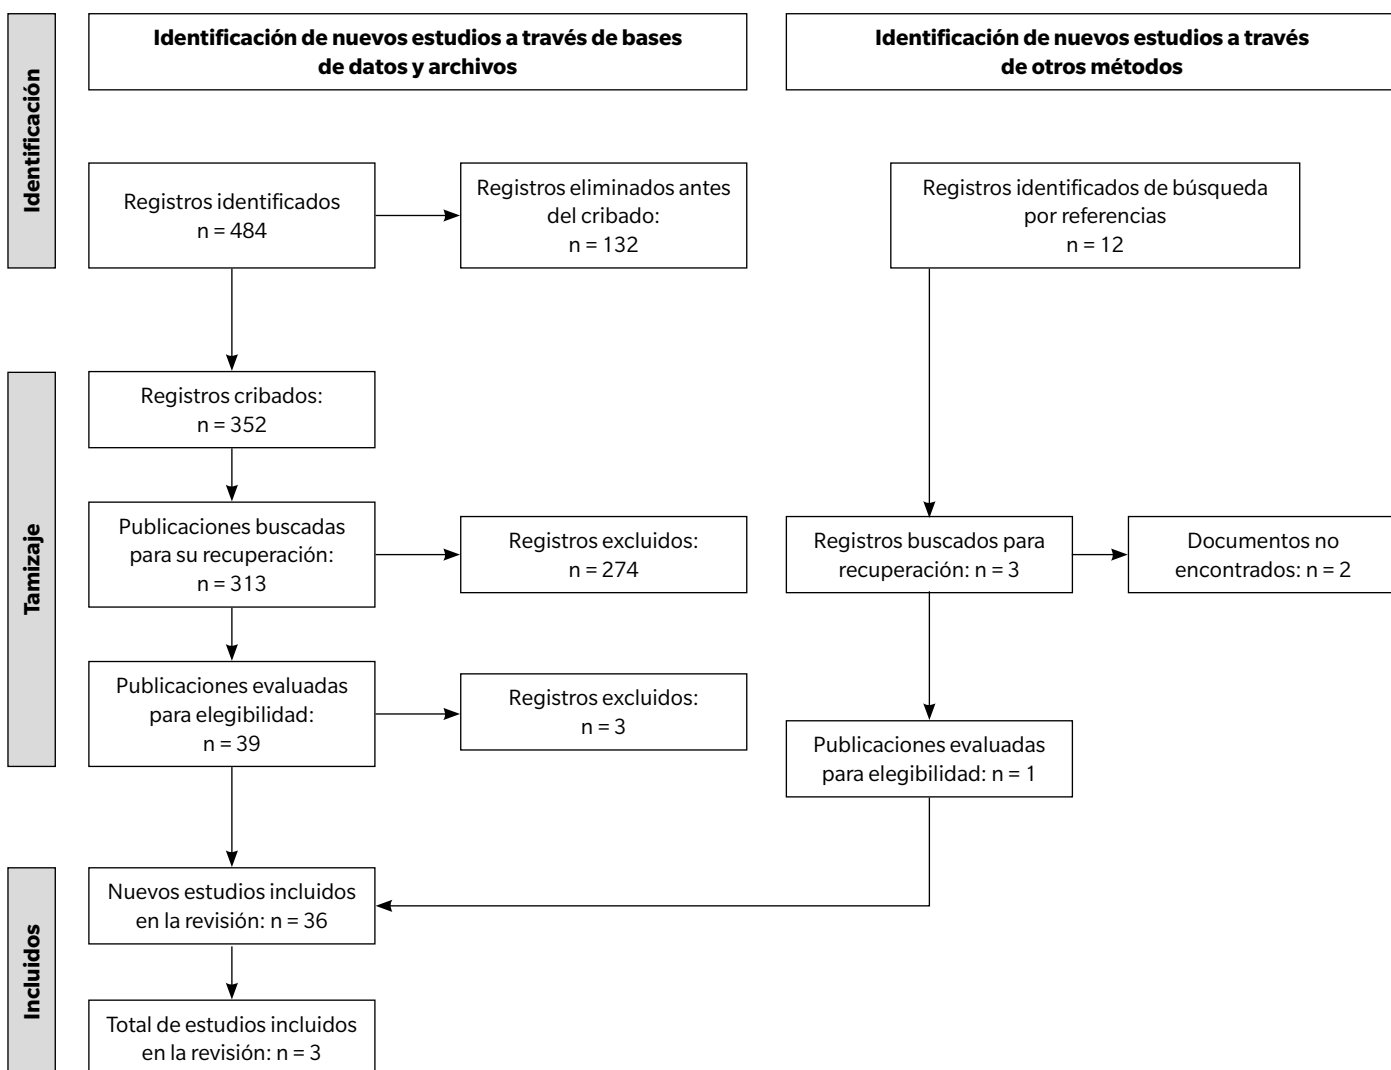 Identificación
Identificación de nuevos estudios a través de bases
de datos y archivos
Identificación de nuevos estudios a través
de otros métodos
Registros identificados
n = 484
Registros eliminados antes
del cribado:
n = 132
Registros identificados de búsqueda
por referencias
n = 12
Tamizaje
Registros cribados:
n = 352
Publicaciones buscadas
para su recuperación:
n = 313
Registros excluidos:
n = 274
Registros buscados para
recuperación: n = 3
Documentos no
encontrados: n = 2
Publicaciones evaluadas
para elegibilidad:
n = 39
Registros excluidos:
n = 3
Publicaciones evaluadas
para elegibilidad: n = 1
Incluidos
Nuevos estudios incluidos
en la revisión: n = 36
Total de estudios incluidos
en la revisión: n = 3